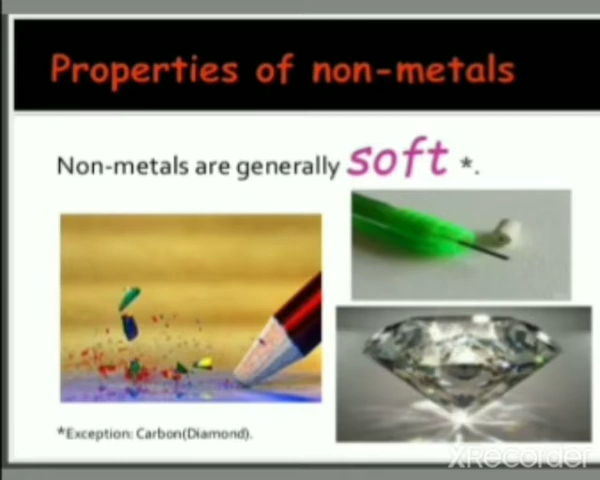 Properties of non-metals
Non-metals are generally soft *.
*Exception: Carbon(Diamond).
XRecorder